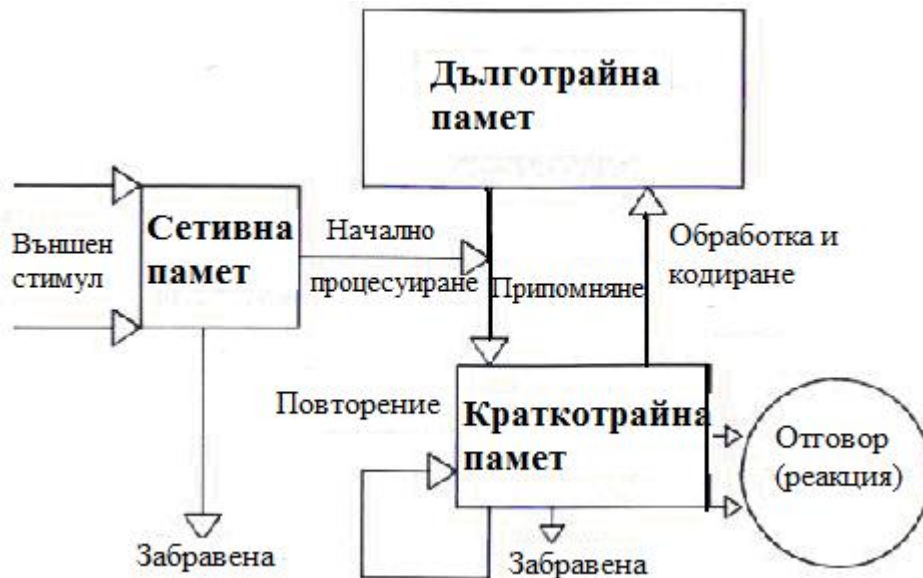 Дълготрайна
памет
Външен
стимул
Сетивна
памет
Начално
процесуиране
Припомняне
Обработка и
кодиране
Повторение
Краткотрайна
памет
Отговор
(реакция)
Забравена
Забравена